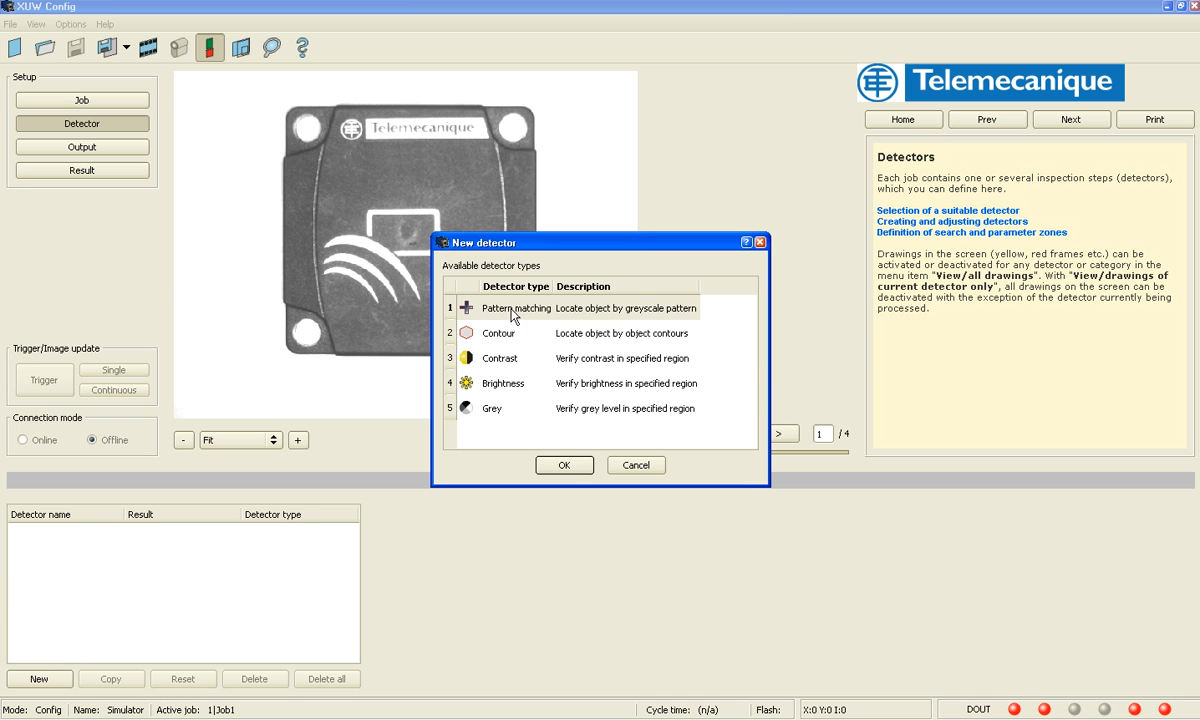 XUW Config
File View Options Help
Setup
Job
Detector
Output
Result
Telemecanique
Telemecanique
Home Prev Next Print
Detectors
Each job contains one or several inspection steps (detectors),
which you can define here.
Selection of a suitable detector
Creating and adjusting detectors
Definition of search and parameter zones
Drawings in the screen (yellow, red frames etc.) can be
activated or deactivated for any detector or category in the
menu item "View/all drawings". With "View/drawings of
current detector only", all drawings on the screen can be
deactivated with the exception of the detector currently being
processed.
New detector
Available detector types
Detector type Description
1 Pattern matching Locate object by greyscale pattern
2 Contour Locate object by object contours
3 Contrast Verify contrast in specified region
4 Brightness Verify brightness in specified region
5 Grey Verify grey level in specified region
OK Cancel
Trigger/Image update
Trigger Single
Continuous
Connection mode
Online Offline
- Fit +
> 1 / 4
Detector name Result Detector type
New Copy Reset Delete Delete all
Mode: Config Name: Simulator Active job: 1|Job1 Cycle time: (n/a) Flash: X:0 Y:0 I:0 DOUT